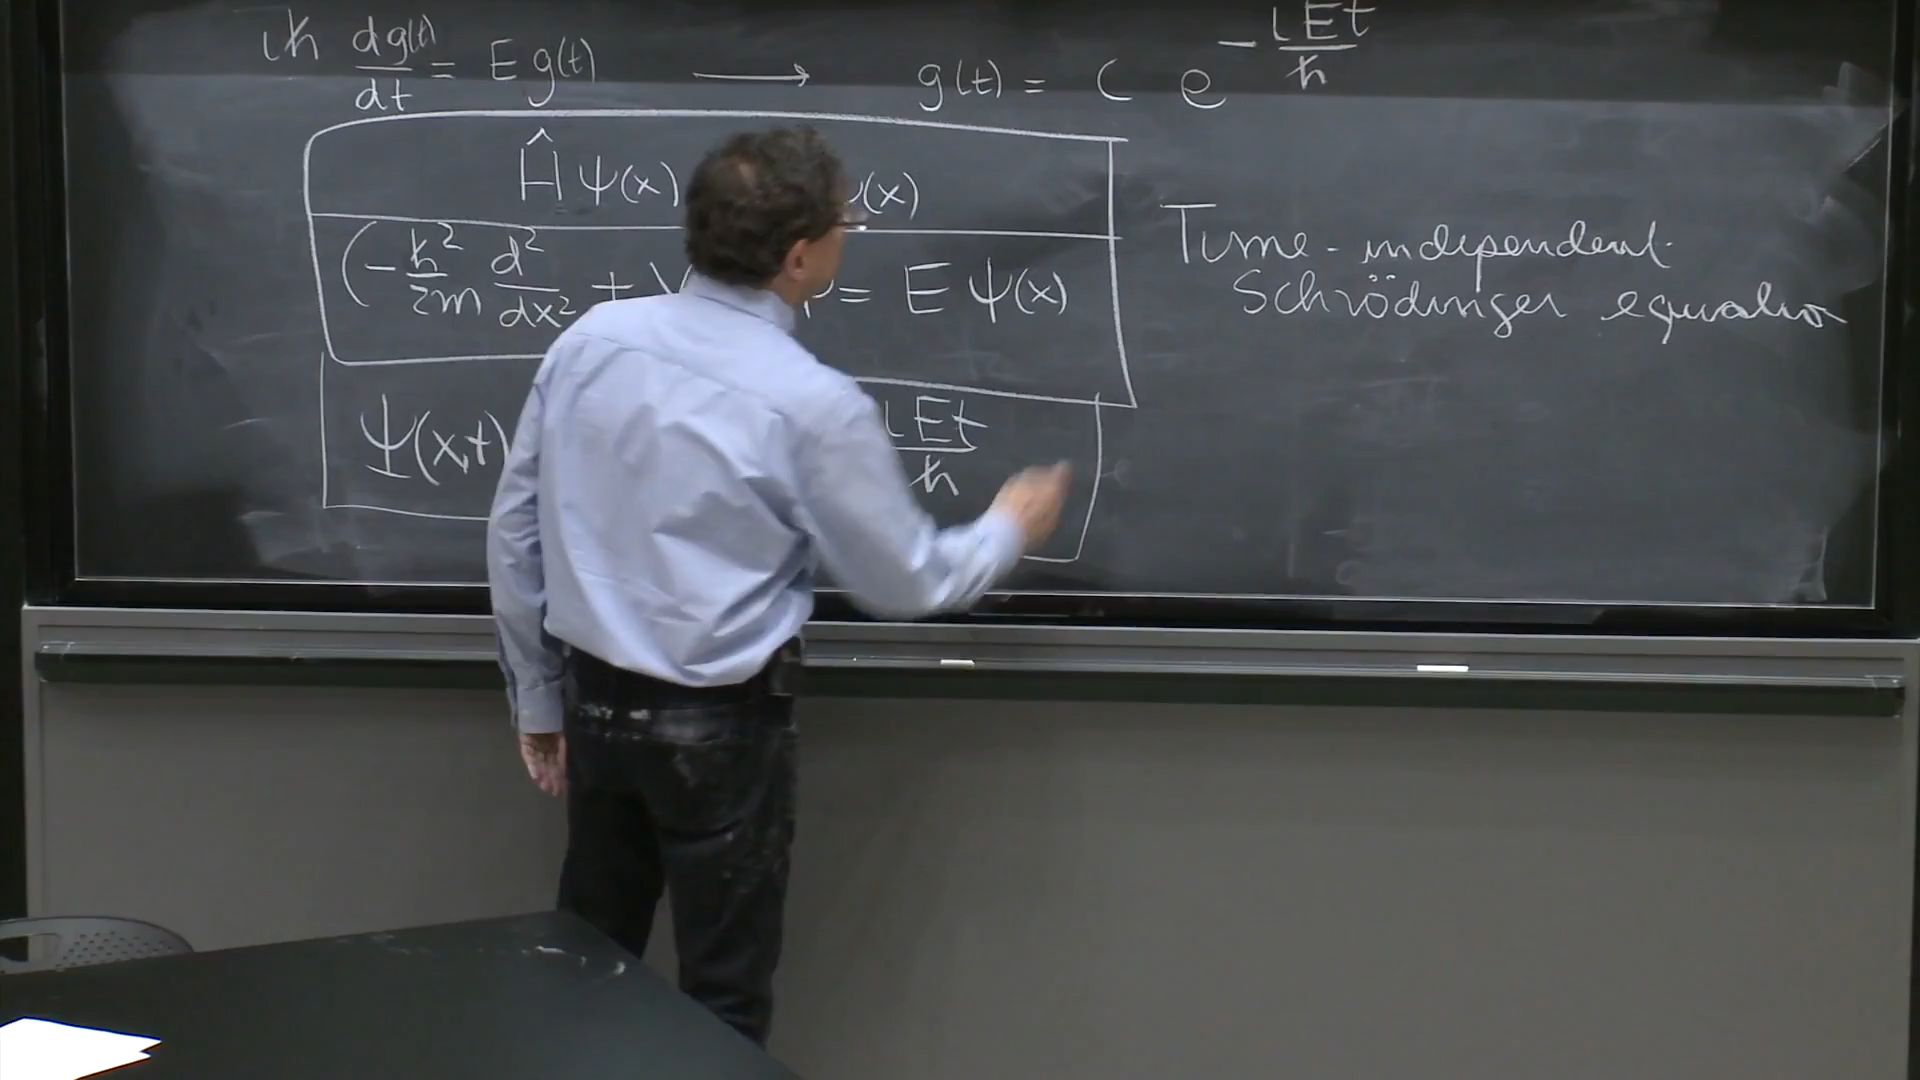 iħ dg(t)/dt = E g(t) ⟶ g(t) = C e^{-iEt/ħ}
Ĥ ψ(x) (x)
(-ħ²/2m d²/dx² + = E ψ(x)
Time-independent
Schrödinger equation
Ψ(x,t) iEt/ħ